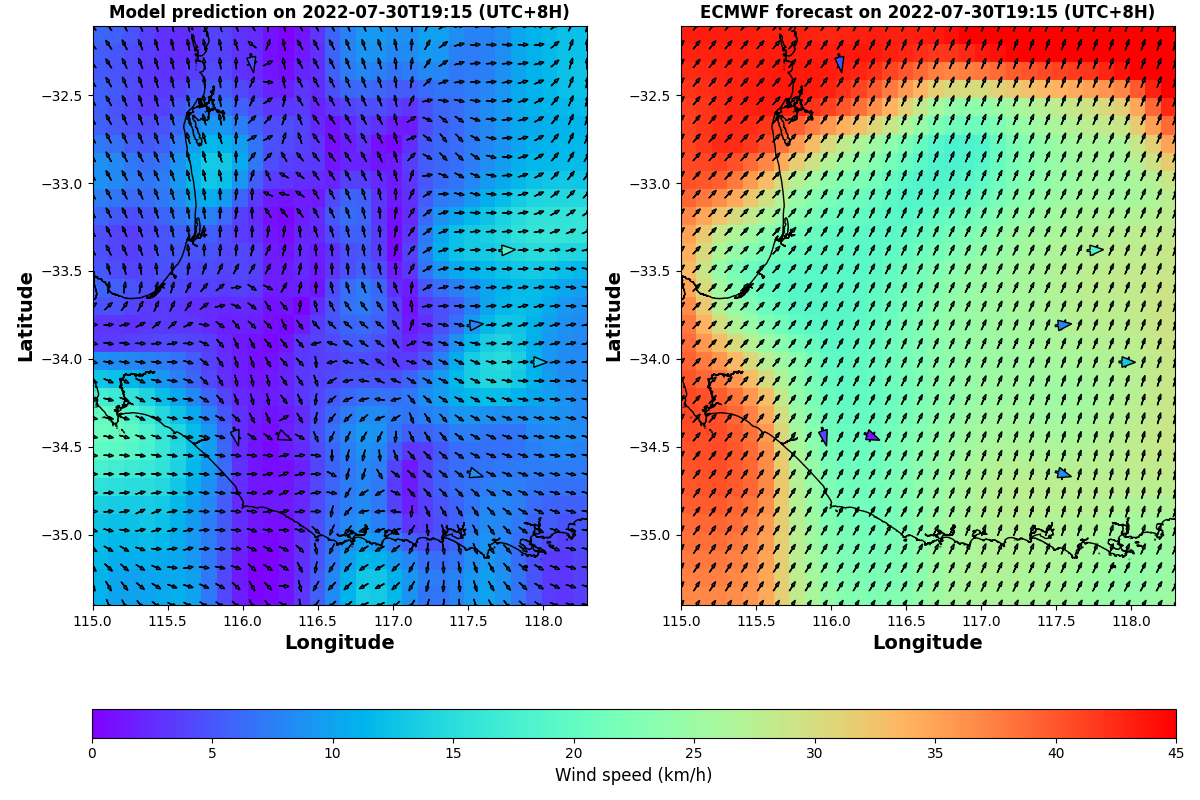 Model prediction on 2022-07-30T19:15 (UTC+8H)
ECMWF forecast on 2022-07-30T19:15 (UTC+8H)
Latitude
−32.5
−33.0
−33.5
−34.0
−34.5
−35.0
115.0 115.5 116.0 116.5 117.0 117.5 118.0
Longitude
Latitude
−32.5
−33.0
−33.5
−34.0
−34.5
−35.0
115.0 115.5 116.0 116.5 117.0 117.5 118.0
Longitude
0 5 10 15 20 25 30 35 40 45
Wind speed (km/h)